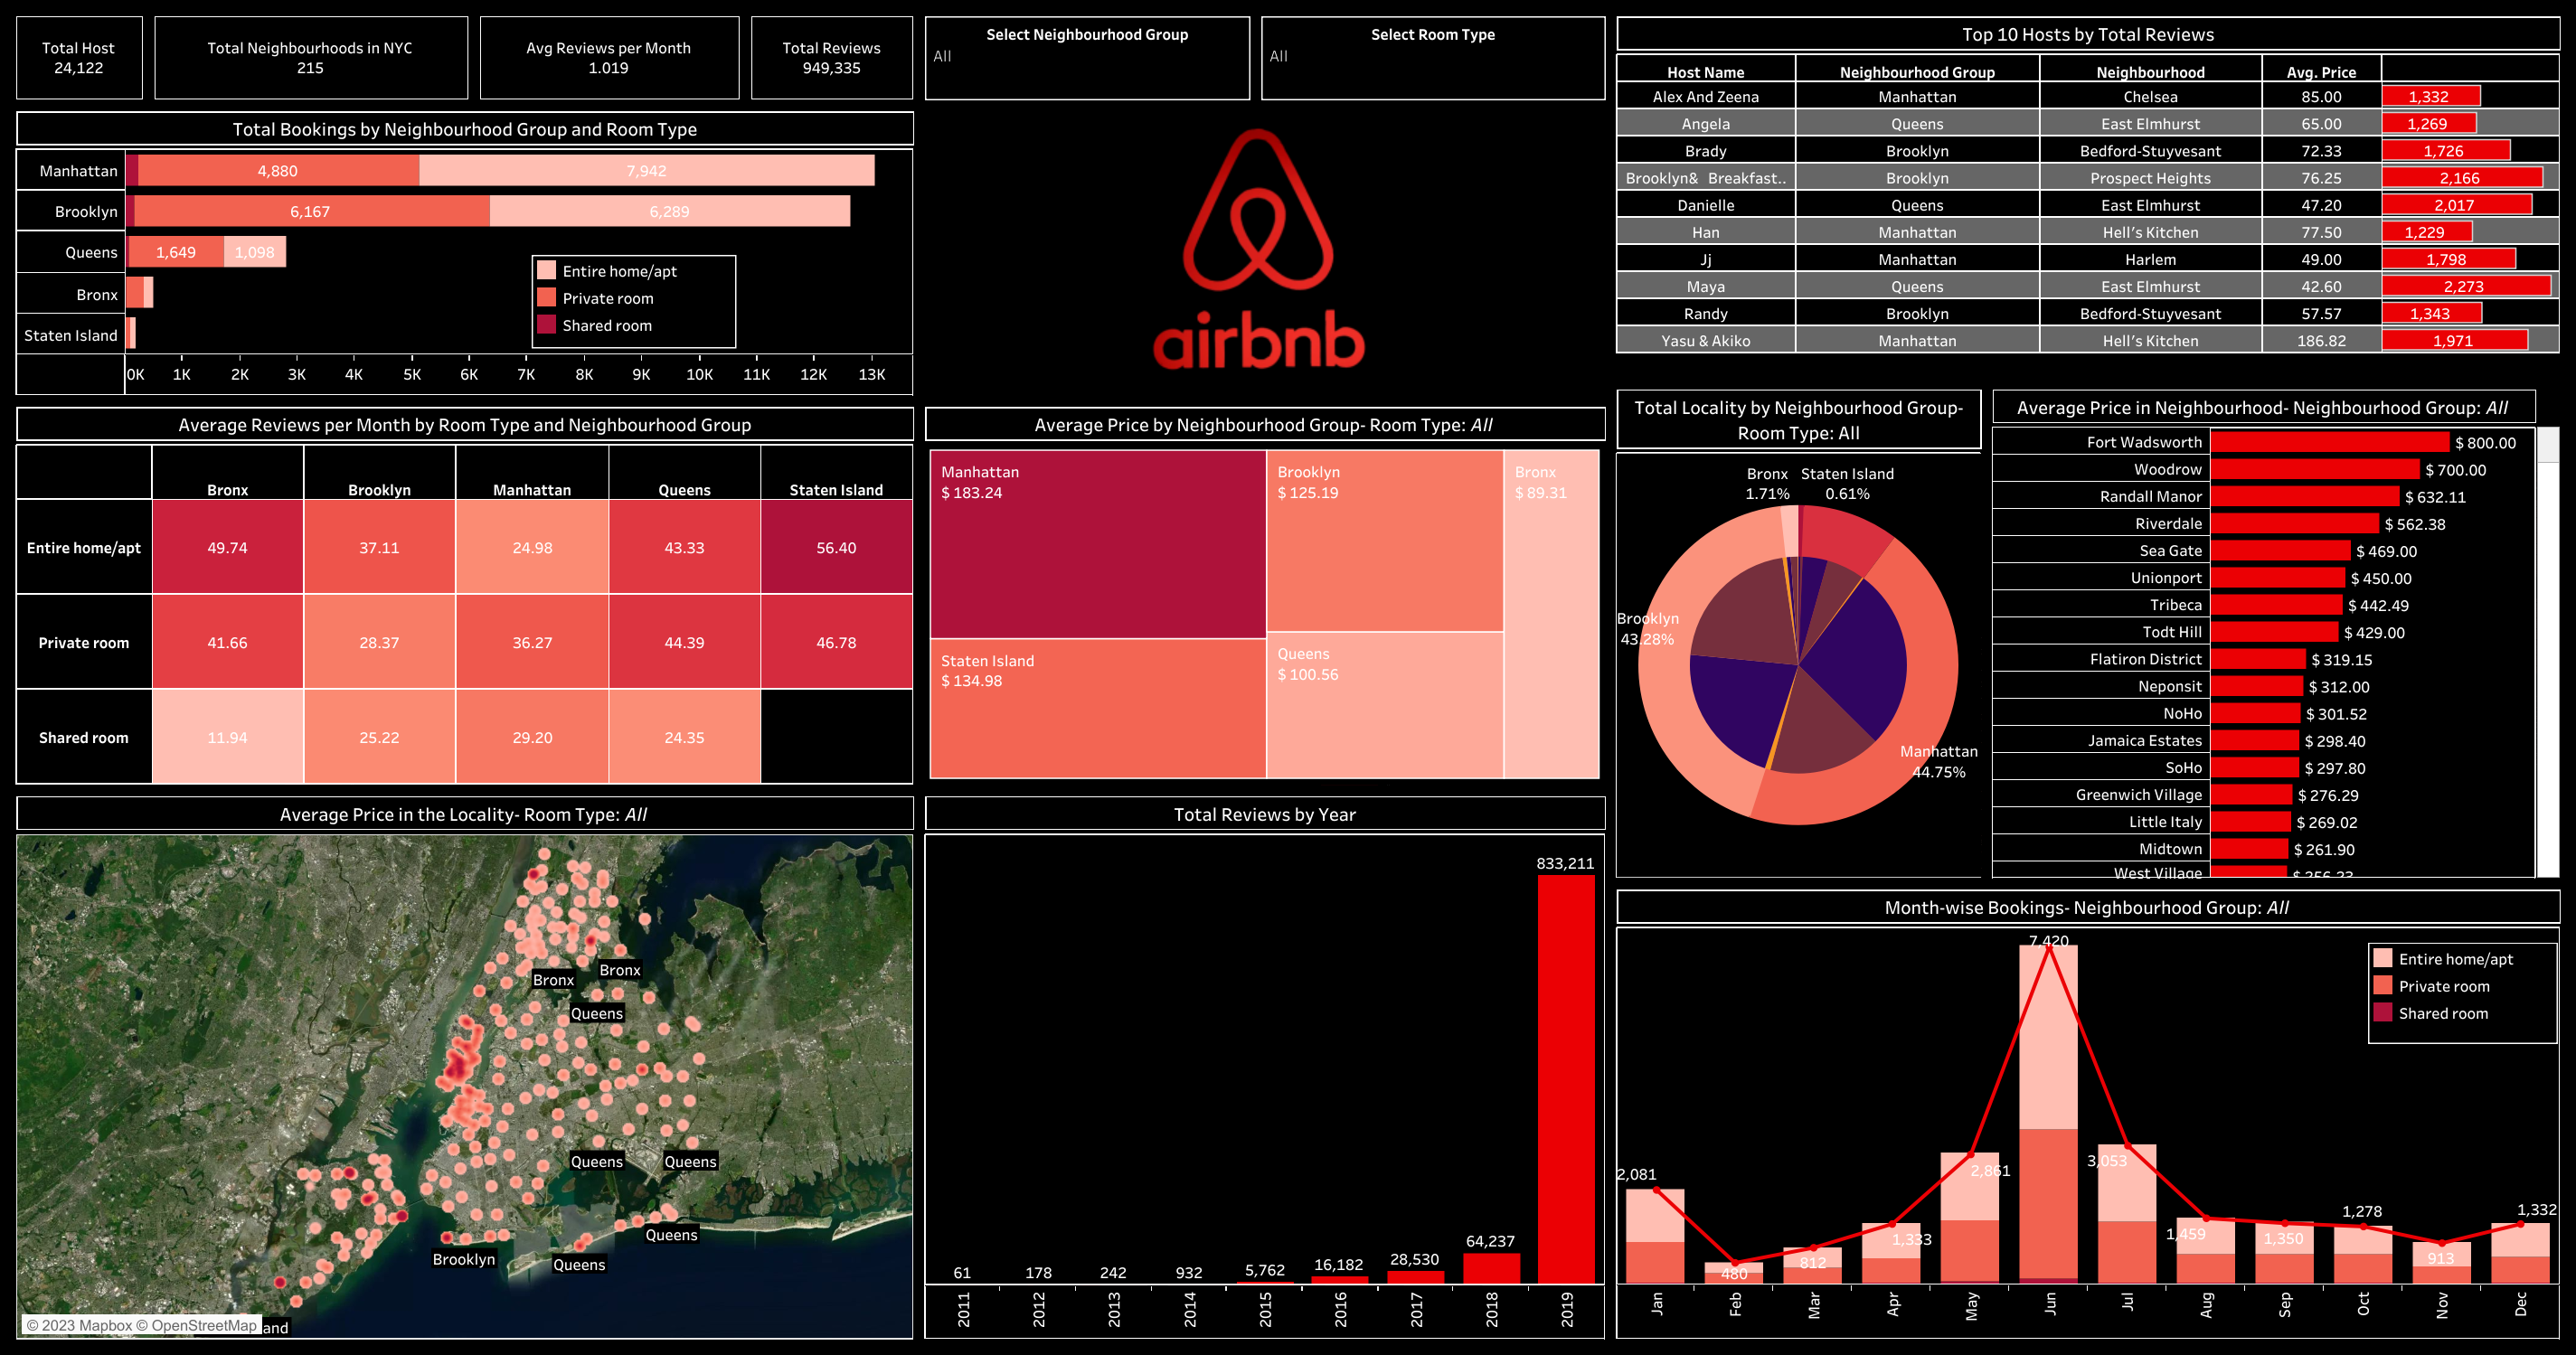 Total Host
24,122
Total Neighbourhoods in NYC
215
Avg Reviews per Month
1.019
Total Reviews
949,335
Select Neighbourhood Group
All
Select Room Type
All
Total Bookings by Neighbourhood Group and Room Type
Manhattan 4,880 7,942
Brooklyn 6,167 6,289
Queens 1,649 1,098
Bronx
Staten Island
Entire home/apt
Private room
Shared room
0K 1K 2K 3K 4K 5K 6K 7K 8K 9K 10K 11K 12K 13K
airbnb
Top 10 Hosts by Total Reviews
Host Name Neighbourhood Group Neighbourhood Avg. Price
Alex And Zeena Manhattan Chelsea 85.00 1,332
Angela Queens East Elmhurst 65.00 1,269
Brady Brooklyn Bedford-Stuyvesant 72.33 1,726
Brooklyn& Breakfast.. Brooklyn Prospect Heights 76.25 2,166
Danielle Queens East Elmhurst 47.20 2,017
Han Manhattan Hell's Kitchen 77.50 1,229
Jj Manhattan Harlem 49.00 1,798
Maya Queens East Elmhurst 42.60 2,273
Randy Brooklyn Bedford-Stuyvesant 57.57 1,343
Yasu & Akiko Manhattan Hell's Kitchen 186.82 1,971
Average Reviews per Month by Room Type and Neighbourhood Group
Bronx Brooklyn Manhattan Queens Staten Island
Entire home/apt 49.74 37.11 24.98 43.33 56.40
Private room 41.66 28.37 36.27 44.39 46.78
Shared room 11.94 25.22 29.20 24.35
Average Price by Neighbourhood Group- Room Type: All
Manhattan
$ 183.24
Brooklyn
$ 125.19
Bronx
$ 89.31
Staten Island
$ 134.98
Queens
$ 100.56
Total Locality by Neighbourhood Group-
Room Type: All
Bronx
1.71%
Staten Island
0.61%
Brooklyn
43.28%
Manhattan
44.75%
Average Price in Neighbourhood- Neighbourhood Group: All
Fort Wadsworth $ 800.00
Woodrow $ 700.00
Randall Manor $ 632.11
Riverdale $ 562.38
Sea Gate $ 469.00
Unionport $ 450.00
Tribeca $ 442.49
Todt Hill $ 429.00
Flatiron District $ 319.15
Neponsit $ 312.00
NoHo $ 301.52
Jamaica Estates $ 298.40
SoHo $ 297.80
Greenwich Village $ 276.29
Little Italy $ 269.02
Midtown $ 261.90
West Village
Average Price in the Locality- Room Type: All
Bronx
Bronx
Queens
Queens
Queens
Queens
Brooklyn
Queens
and
© 2023 Mapbox © OpenStreetMap
Total Reviews by Year
61 178 242 932 5,762 16,182 28,530 64,237 833,211
2011 2012 2013 2014 2015 2016 2017 2018 2019
Month-wise Bookings- Neighbourhood Group: All
Entire home/apt
Private room
Shared room
2,081 480 812 1,333 2,861 7,420 3,053 1,459 1,350 1,278 913 1,332
Jan Feb Mar Apr May Jun Jul Aug Sep Oct Nov Dec